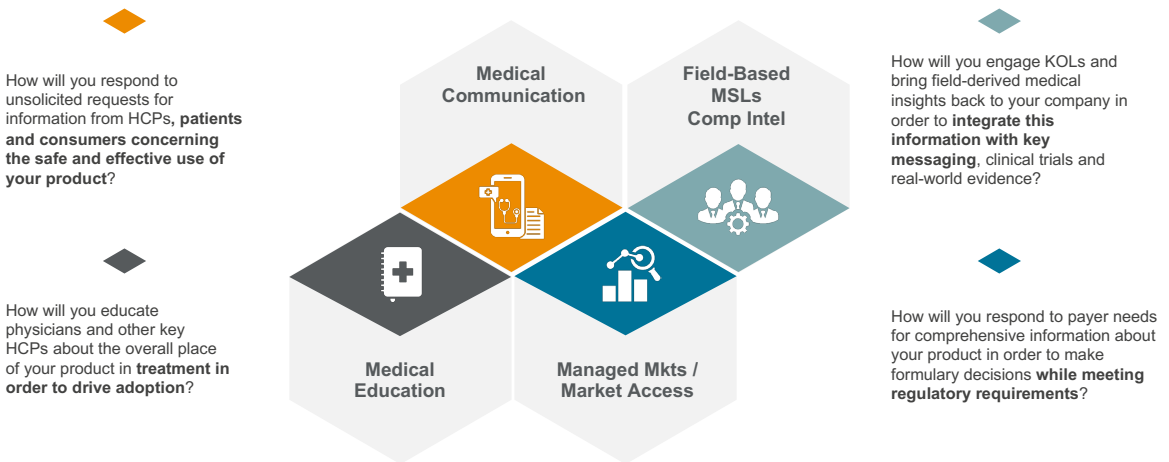 How will you respond to
unsolicited requests for
information from HCPs, patients
and consumers concerning
the safe and effective use of
your product?
Medical
Communication
Field-Based
MSLs
Comp Intel
How will you engage KOLs and
bring field-derived medical
insights back to your company in
order to integrate this
information with key
messaging, clinical trials and
real-world evidence?
How will you educate
physicians and other key
HCPs about the overall place
of your product in treatment in
order to drive adoption?
Medical
Education
Managed Mkts /
Market Access
How will you respond to payer needs
for comprehensive information about
your product in order to make
formulary decisions while meeting
regulatory requirements?